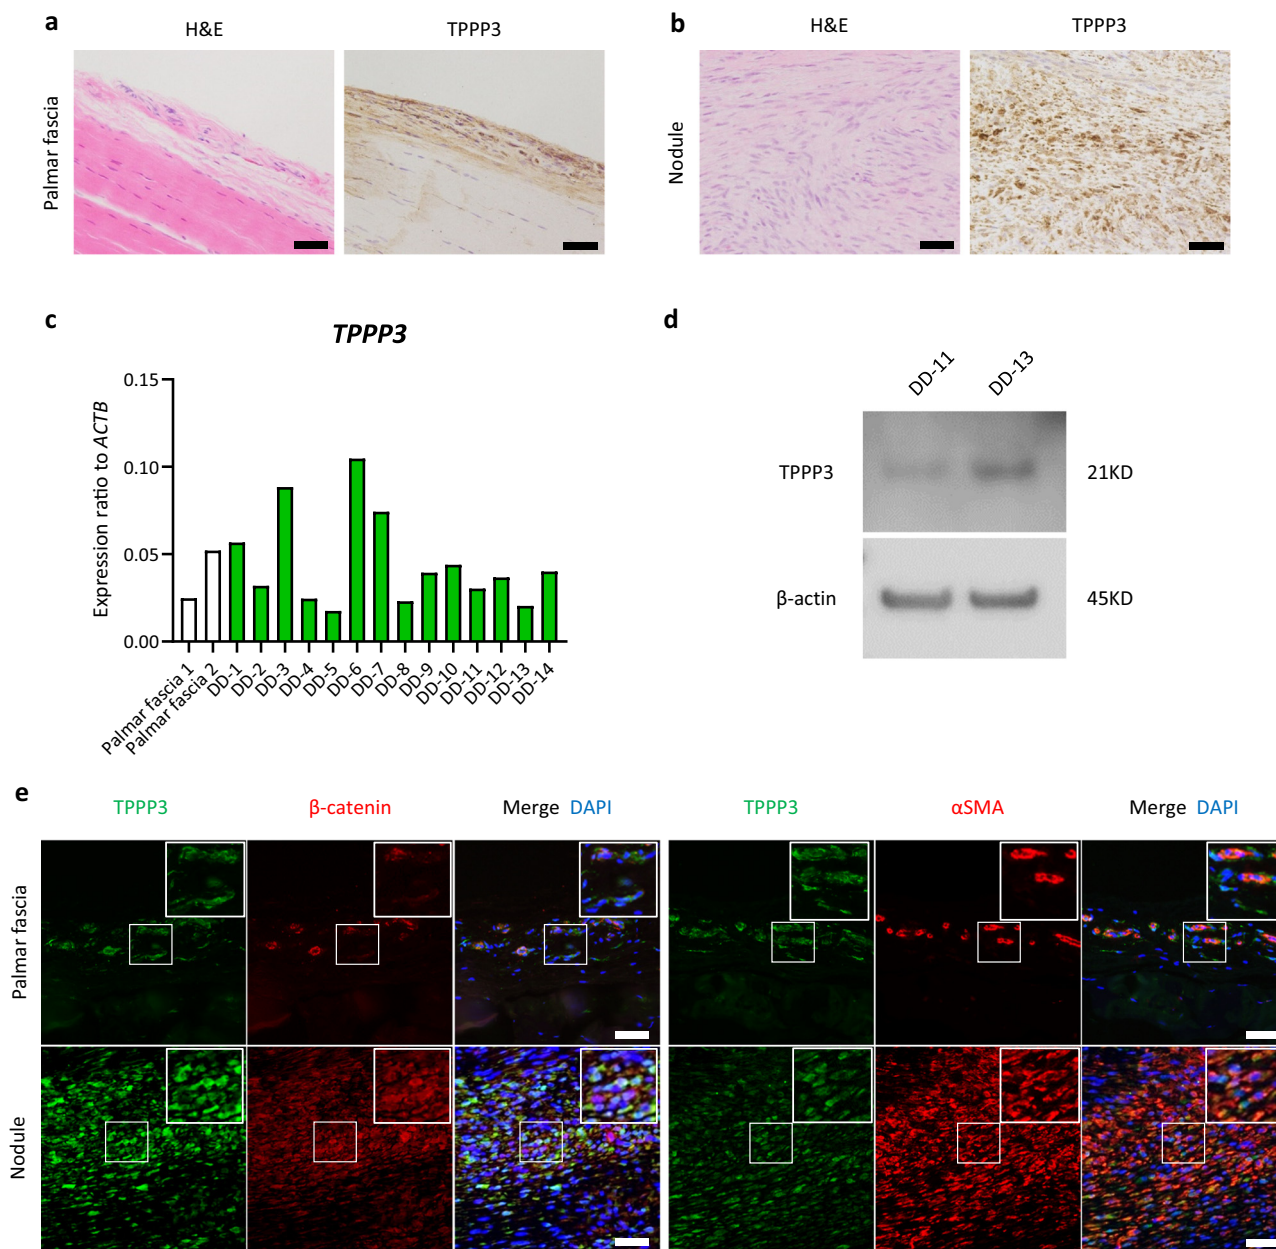 a
H&E
TPPP3
Palmar fascia
b
H&E
TPPP3
Nodule
c
TPPP3
Expression ratio to ACTB
0.15
0.10
0.05
0.00
Palmar fascia 1
Palmar fascia 2
DD-1
DD-2
DD-3
DD-4
DD-5
DD-6
DD-7
DD-8
DD-9
DD-10
DD-11
DD-12
DD-13
DD-14
d
DD-11
DD-13
TPPP3
21KD
β-actin
45KD
e
TPPP3
β-catenin
Merge DAPI
TPPP3
αSMA
Merge DAPI
Palmar fascia
Nodule